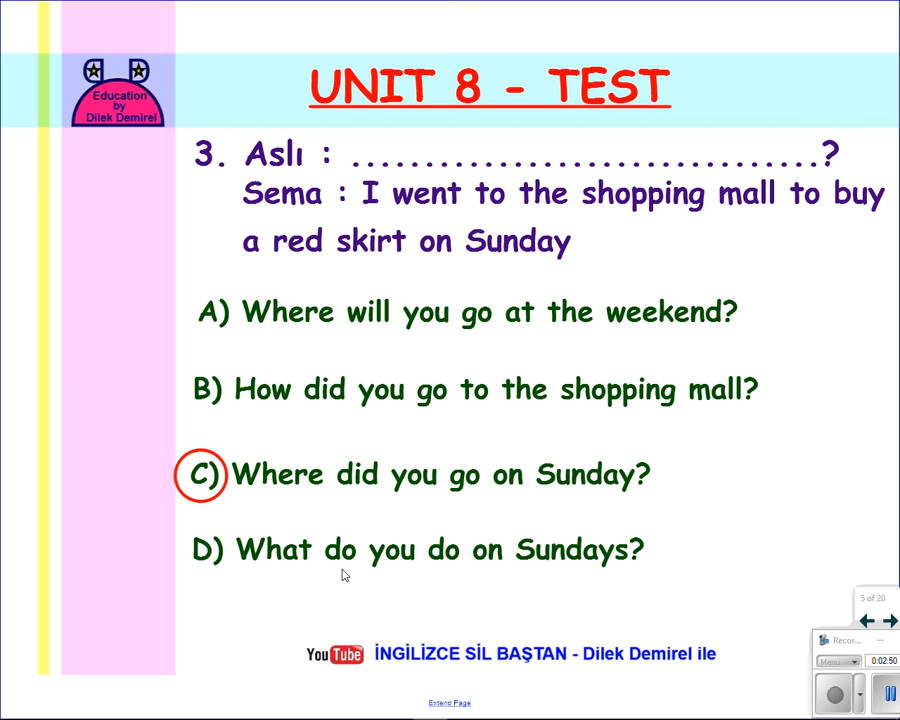 Education
by
Dilek Demirel
UNIT 8 - TEST
3. Aslı : ................................?
Sema : I went to the shopping mall to buy
a red skirt on Sunday
A) Where will you go at the weekend?
B) How did you go to the shopping mall?
C) Where did you go on Sunday?
D) What do you do on Sundays?
5 of 20
Recor...
Menu
0:02:50
YouTube İNGİLİZCE SİL BAŞTAN - Dilek Demirel ile
Extend Page